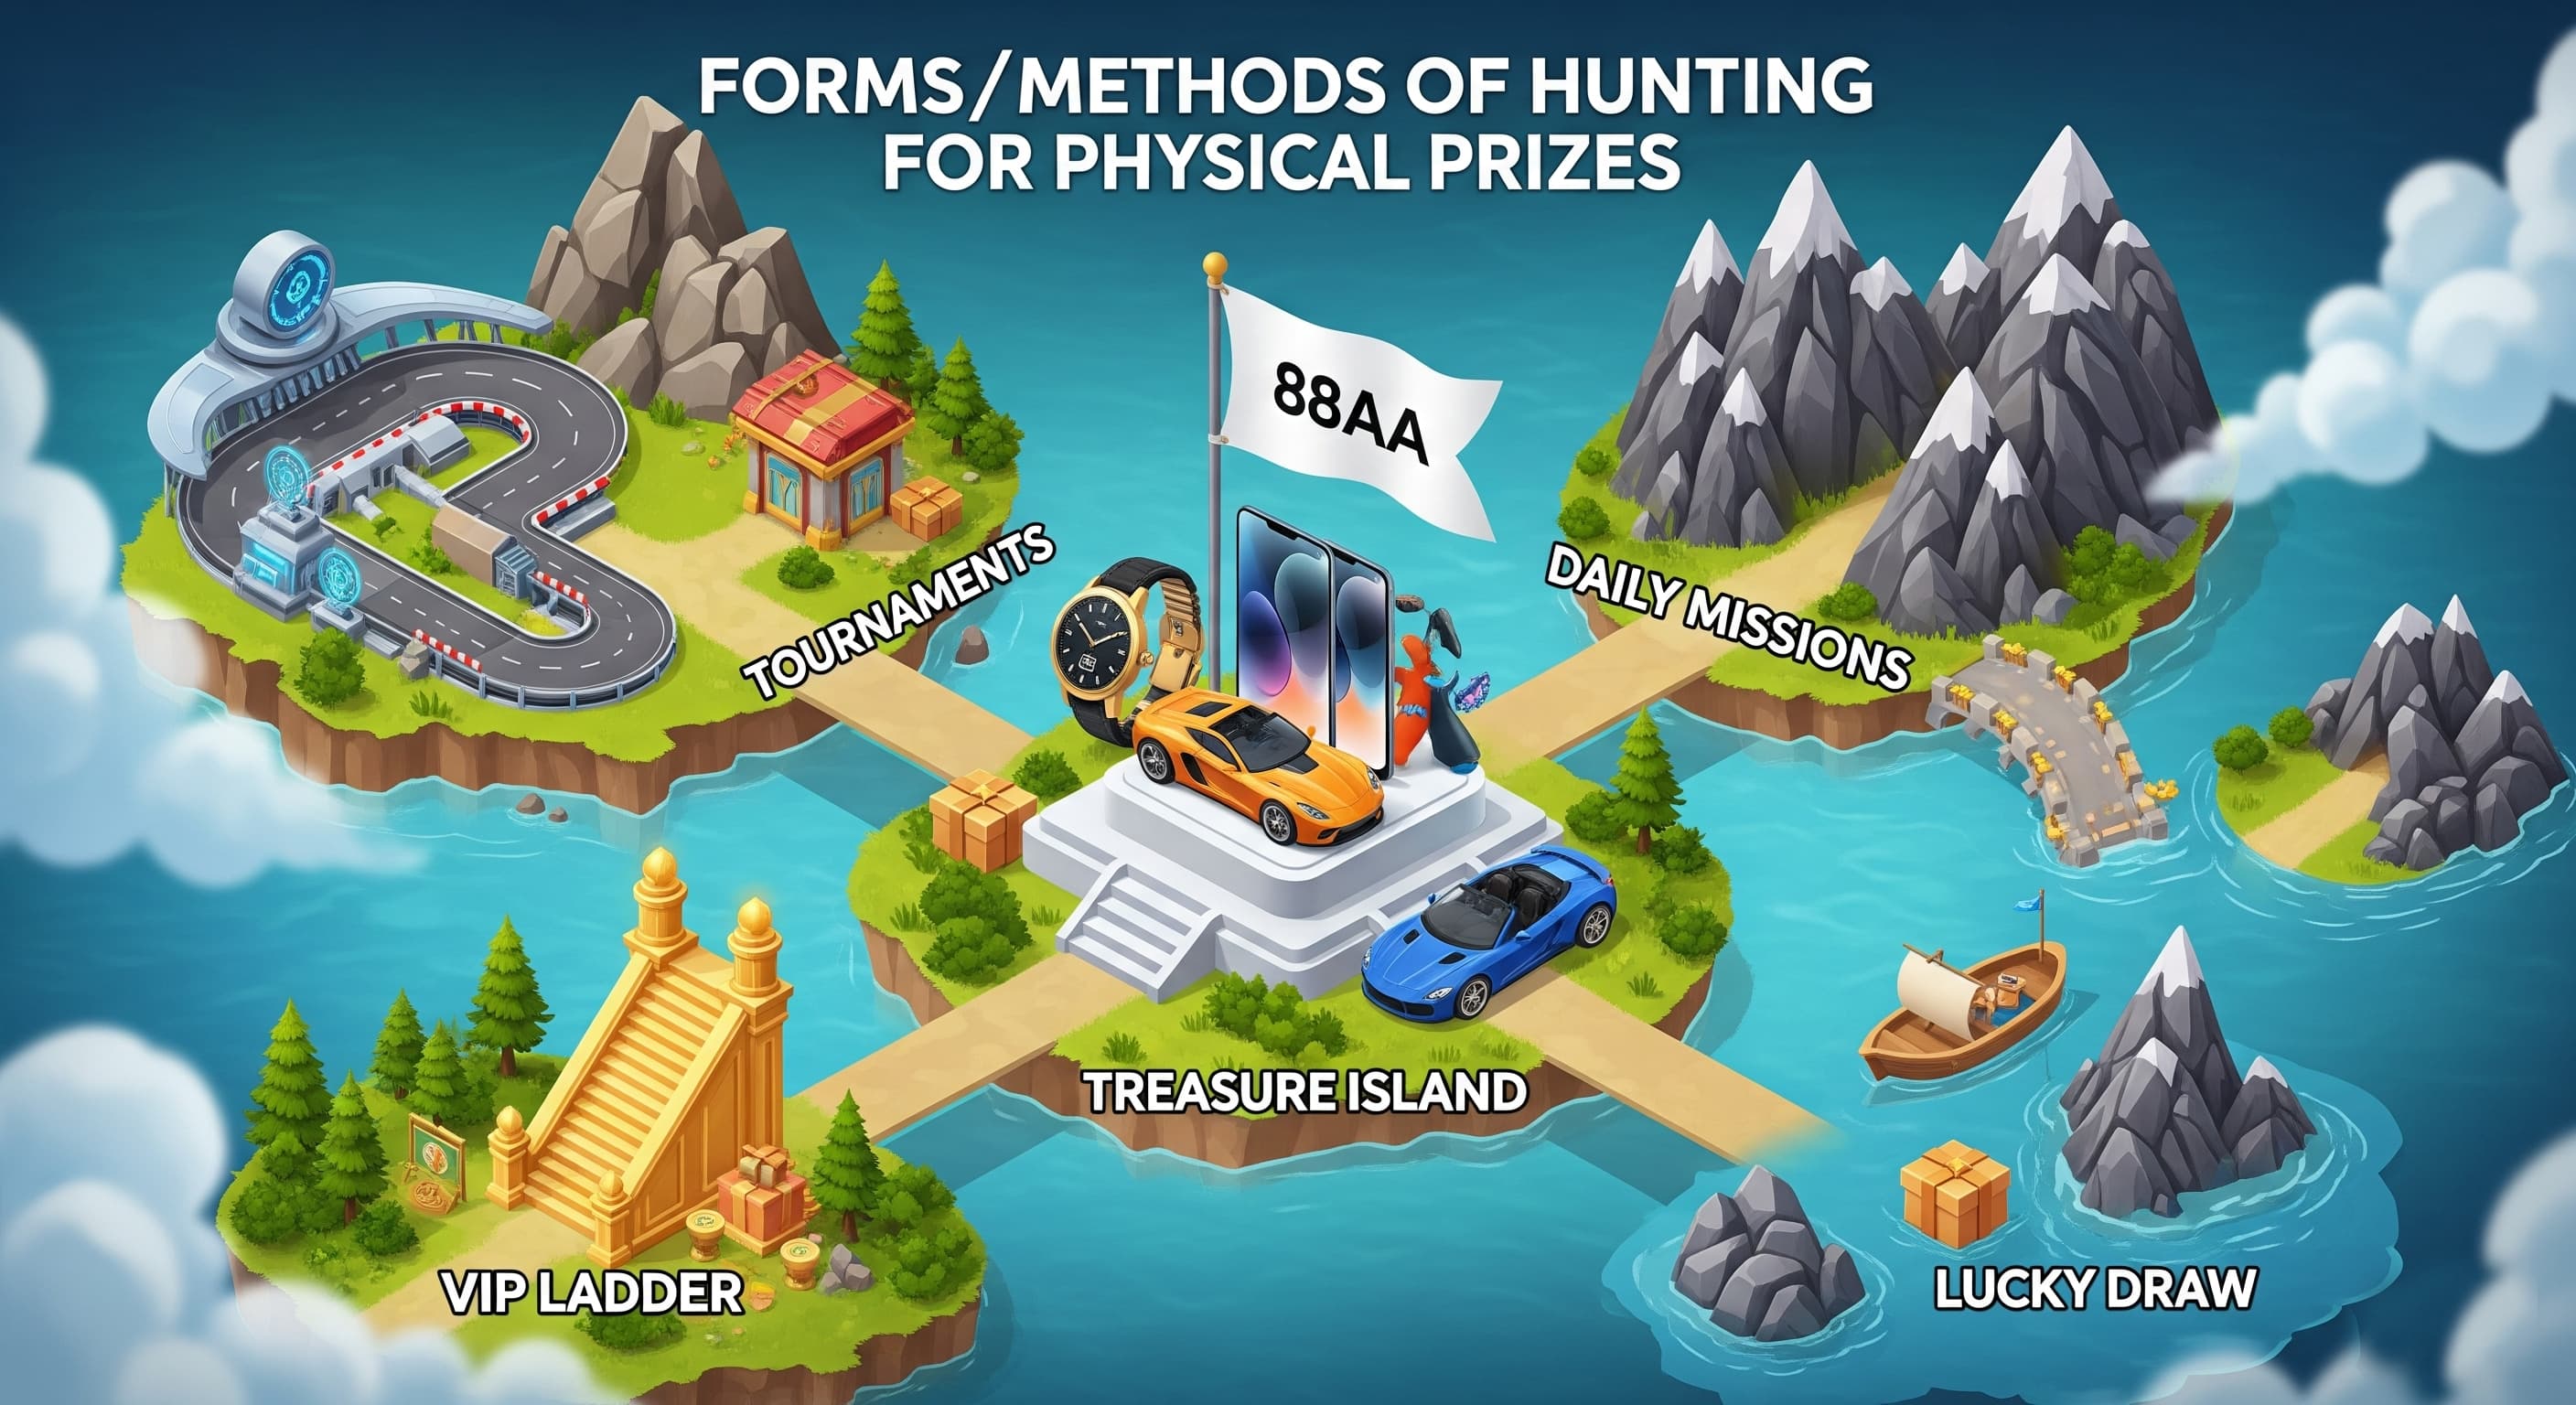 FORMS/METHODS OF HUNTING
FOR PHYSICAL PRIZES
88AA
TOURNAMENTS
DAILY MISSIONS
TREASURE ISLAND
VIP LADDER
LUCKY DRAW